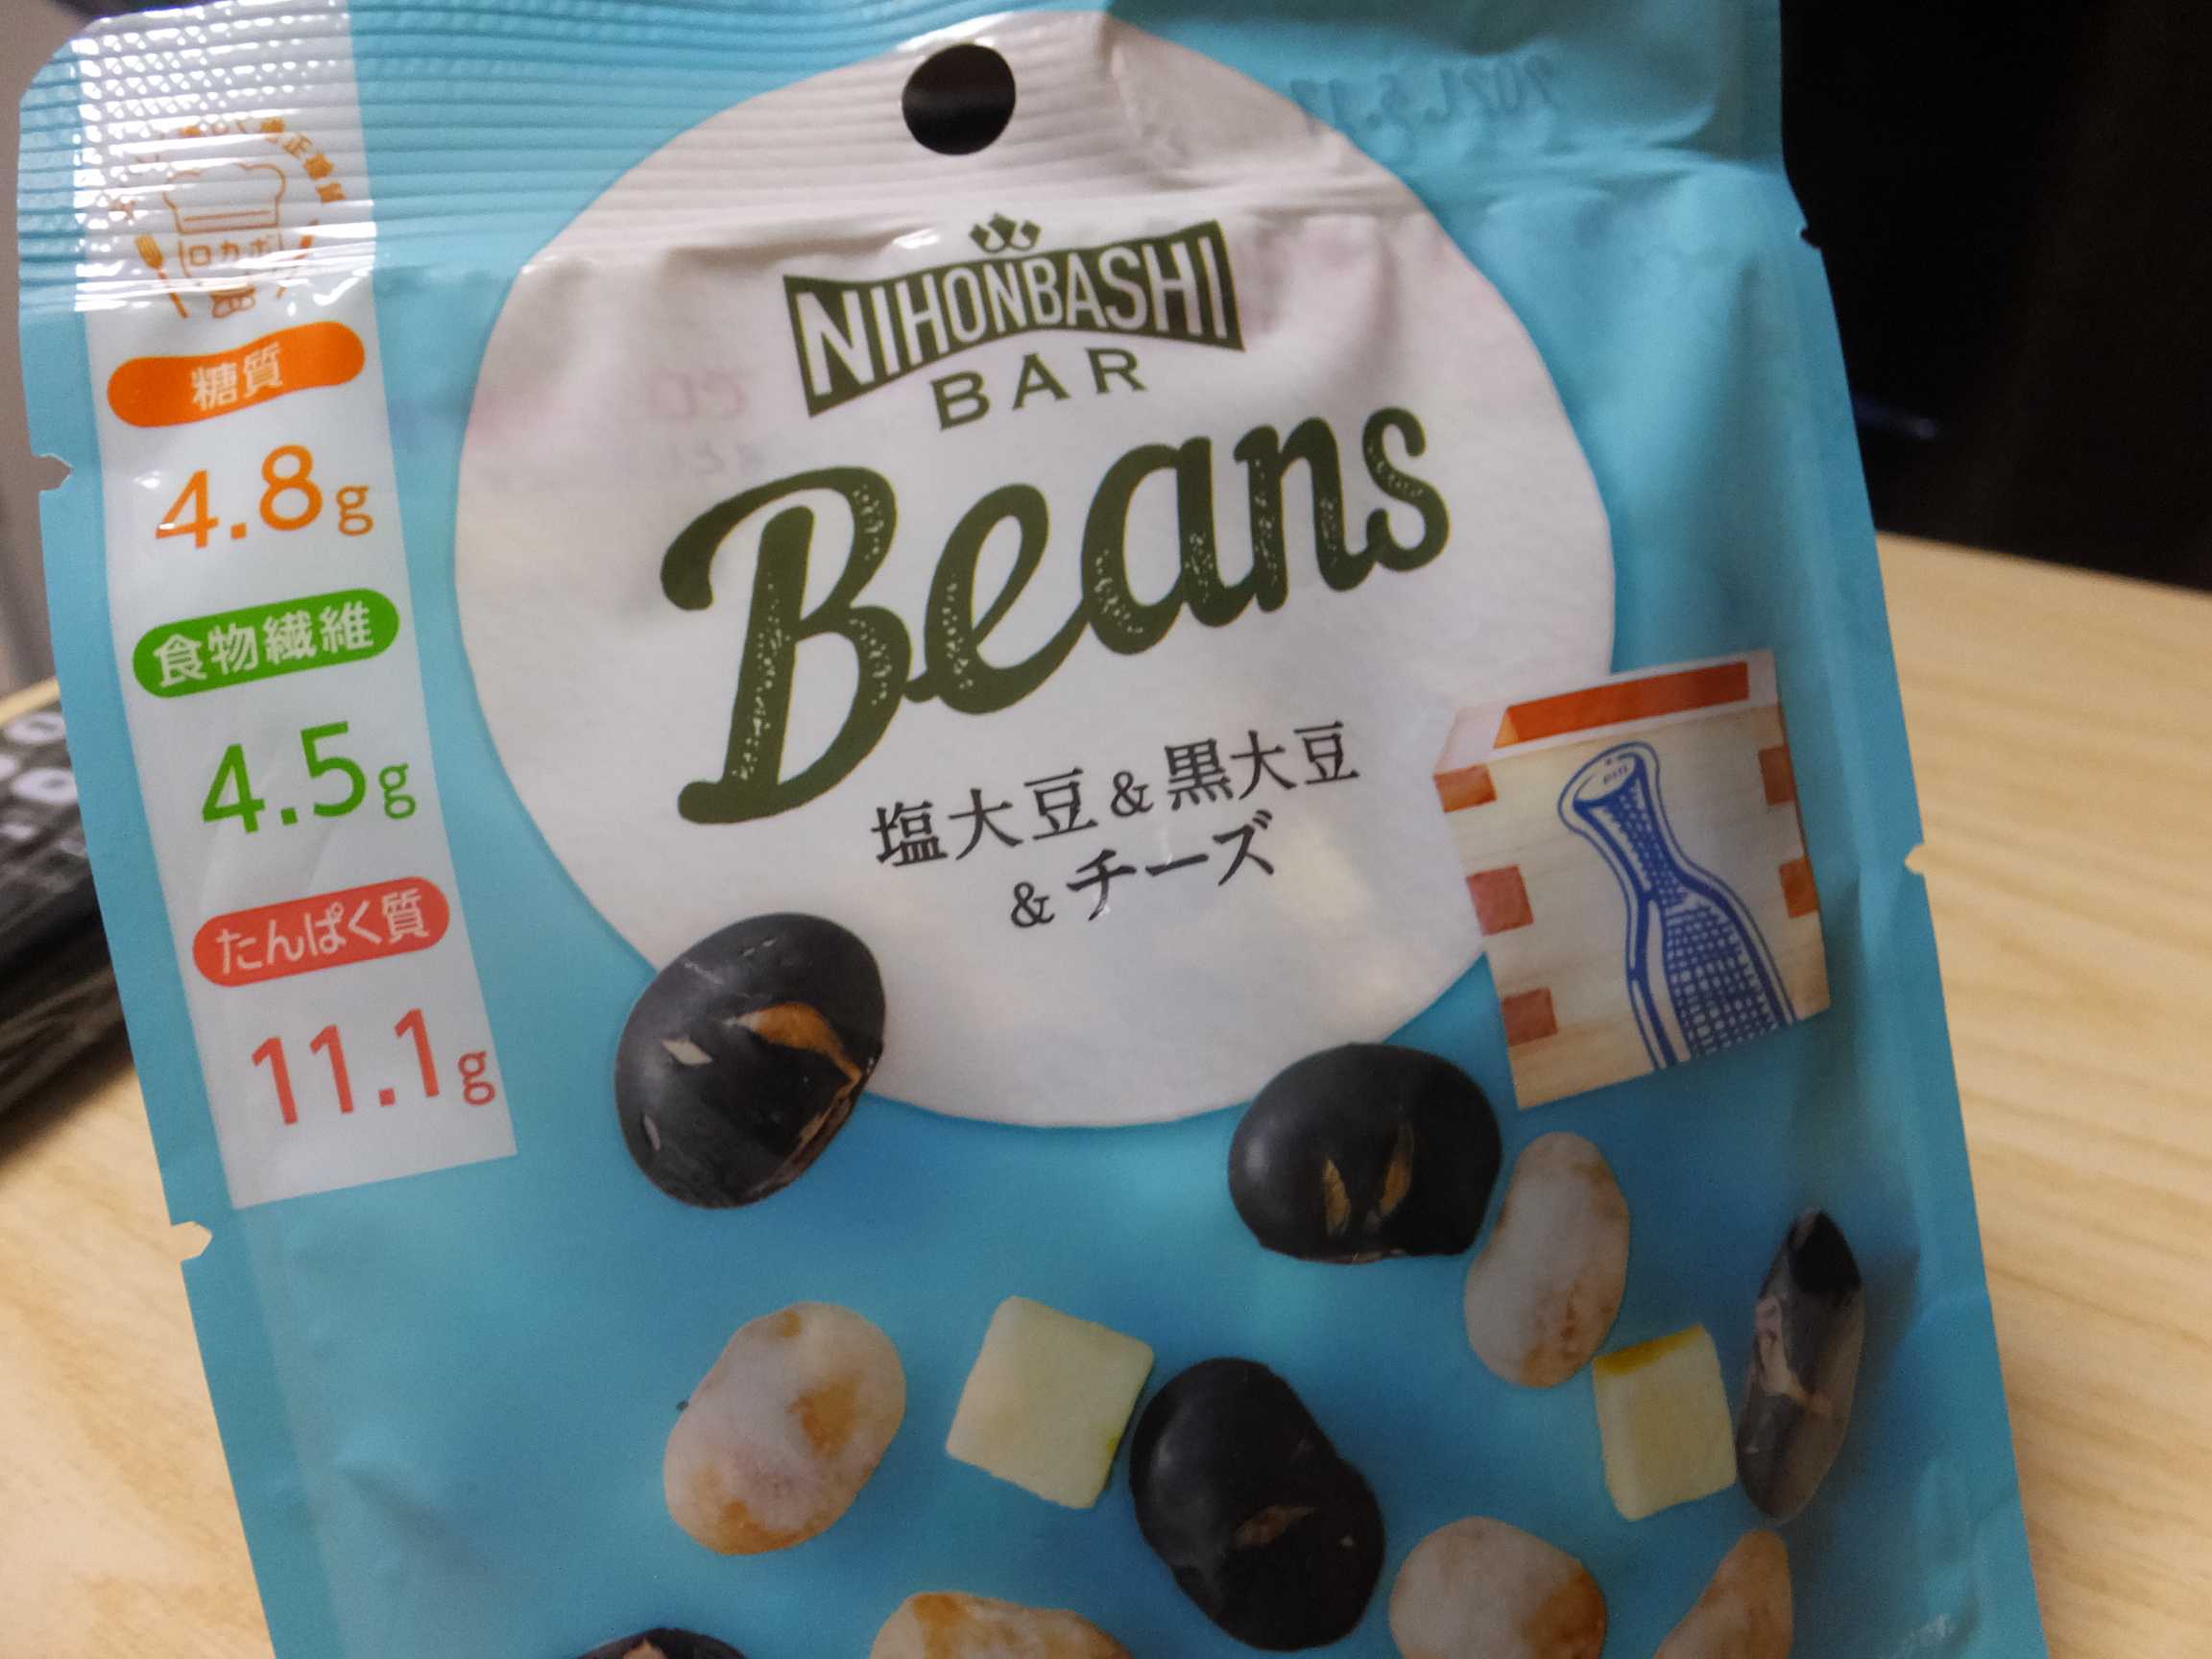 ロカボ
糖質
4.8g
食物繊維
4.5g
たんぱく質
11.1g
NIHONBASHI
BAR
Beans
塩大豆&黒大豆
&チーズ